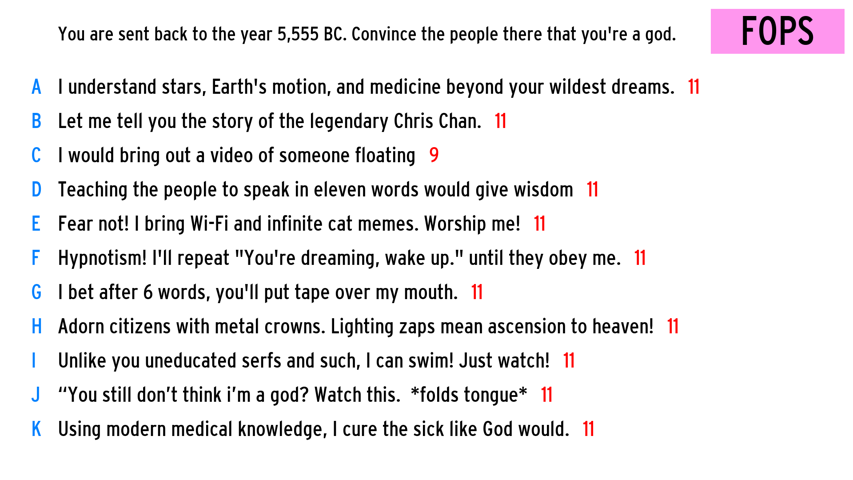 You are sent back to the year 5,555 BC. Convince the people there that you're a god.
FOPS
A I understand stars, Earth's motion, and medicine beyond your wildest dreams. 11
B Let me tell you the story of the legendary Chris Chan. 11
C I would bring out a video of someone floating 9
D Teaching the people to speak in eleven words would give wisdom 11
E Fear not! I bring Wi-Fi and infinite cat memes. Worship me! 11
F Hypnotism! I'll repeat "You're dreaming, wake up." until they obey me. 11
G I bet after 6 words, you'll put tape over my mouth. 11
H Adorn citizens with metal crowns. Lighting zaps mean ascension to heaven! 11
I Unlike you uneducated serfs and such, I can swim! Just watch! 11
J “You still don’t think i’m a god? Watch this. *folds tongue* 11
K Using modern medical knowledge, I cure the sick like God would. 11